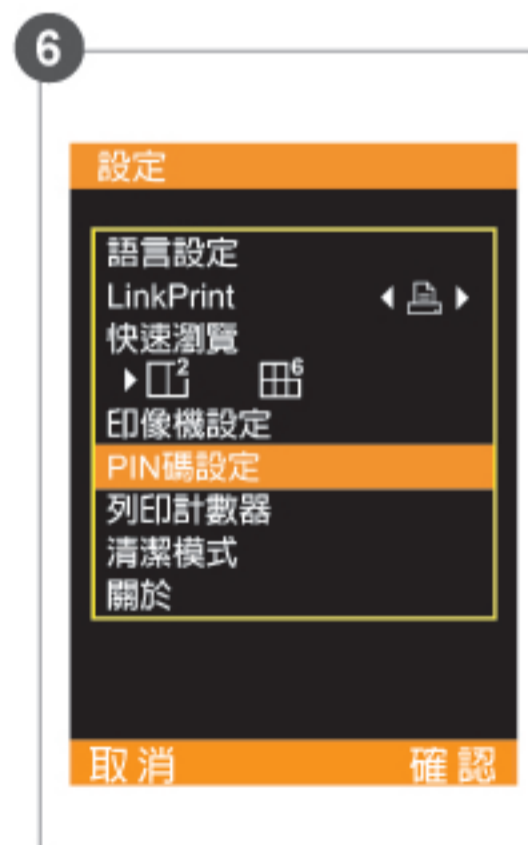 6
設定
語言設定
LinkPrint
快速瀏覽
2 6
印像機設定
PIN碼設定
列印計數器
清潔模式
關於
取消 確認